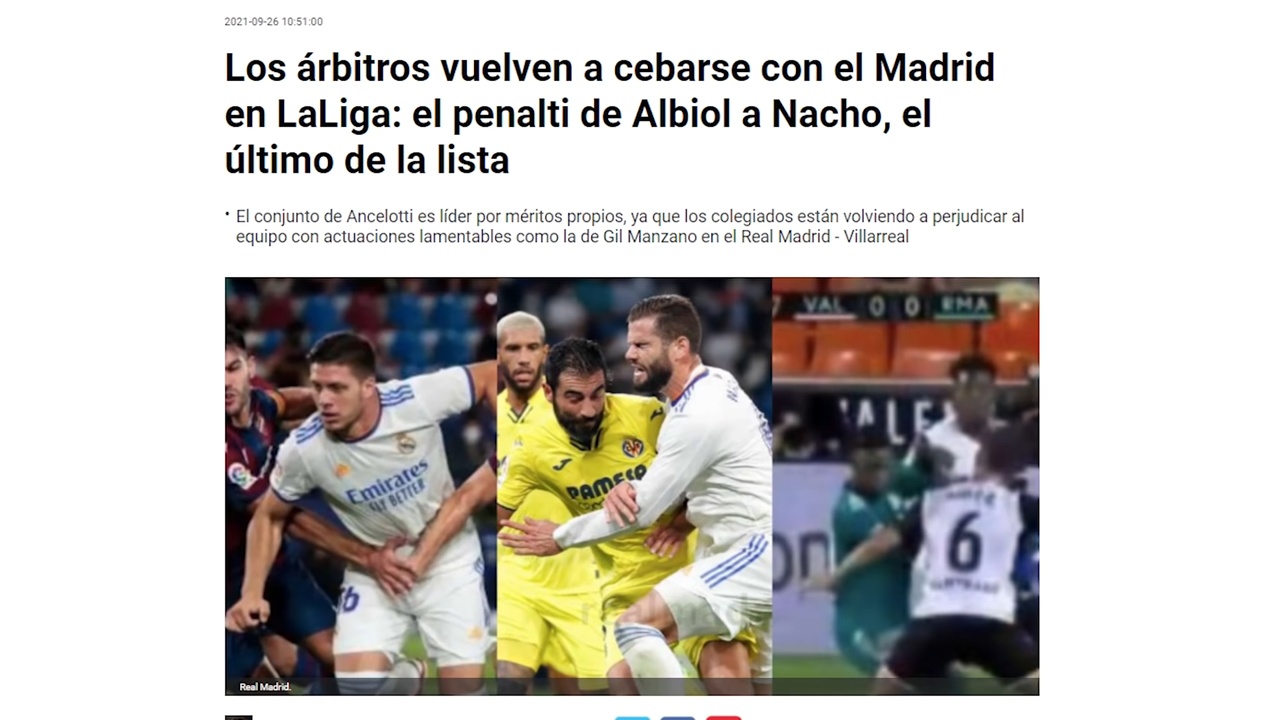 2021-09-26 10:51:00
Los árbitros vuelven a cebarse con el Madrid
en LaLiga: el penalti de Albiol a Nacho, el
último de la lista
• El conjunto de Ancelotti es líder por méritos propios, ya que los colegiados están volviendo a perjudicar al
equipo con actuaciones lamentables como la de Gil Manzano en el Real Madrid - Villarreal
VAL 0 0 RMA
Emirates
FLY BETTER
PAMESA
6
Real Madrid.